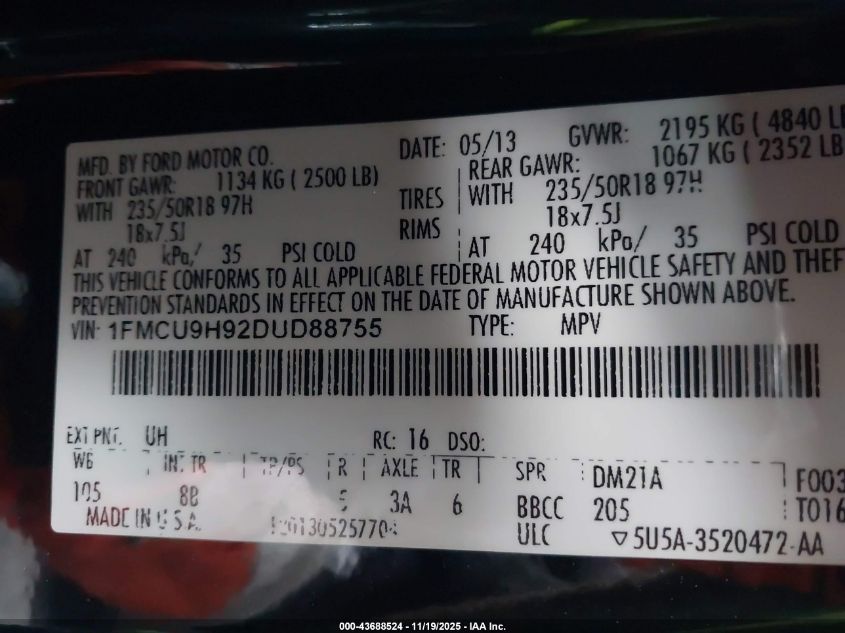 MFD. BY FORD MOTOR CO. DATE: 05/13 GVWR: 2195 KG ( 4840 LB
FRONT GAWR: 1134 KG ( 2500 LB) REAR GAWR: 1067 KG ( 2352 LB
WITH 235/50R18 97H TIRES WITH 235/50R18 97H
18x7.5J RIMS 18x7.5J
AT 240 kPa/ 35 PSI COLD AT 240 kPa/ 35 PSI COLD
THIS VEHICLE CONFORMS TO ALL APPLICABLE FEDERAL MOTOR VEHICLE SAFETY AND THEF
PREVENTION STANDARDS IN EFFECT ON THE DATE OF MANUFACTURE SHOWN ABOVE.
VIN: 1FMCU9H92DUD88755 TYPE: MPV
EXT PNT: UH RC: 16 DSO:
WB INT TR TP/PS R AXLE TR SPR DM21A F003
105 8B 5 3A 6 BBCC 205 T016
MADE IN U.S.A. ULC ▽5U5A-3520472-AA
000-43688524 - 11/19/2025 - IAA Inc.